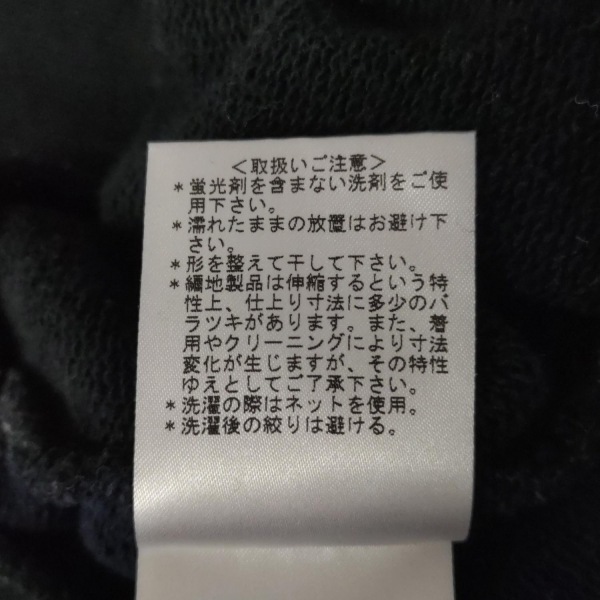 ＜取扱いご注意＞
＊蛍光剤を含まない洗剤をご使
用下さい。
＊濡れたままの放置はお避け下
さい。
＊形を整えて干して下さい。
＊編地製品は伸縮するという特
性上、仕上り寸法に多少のバ
ラツキがあります。また、着
用やクリーニングにより寸法
変化が生じますが、その特性
ゆえとしてご了承下さい。
＊洗濯の際はネットを使用。
＊洗濯後の絞りは避ける。